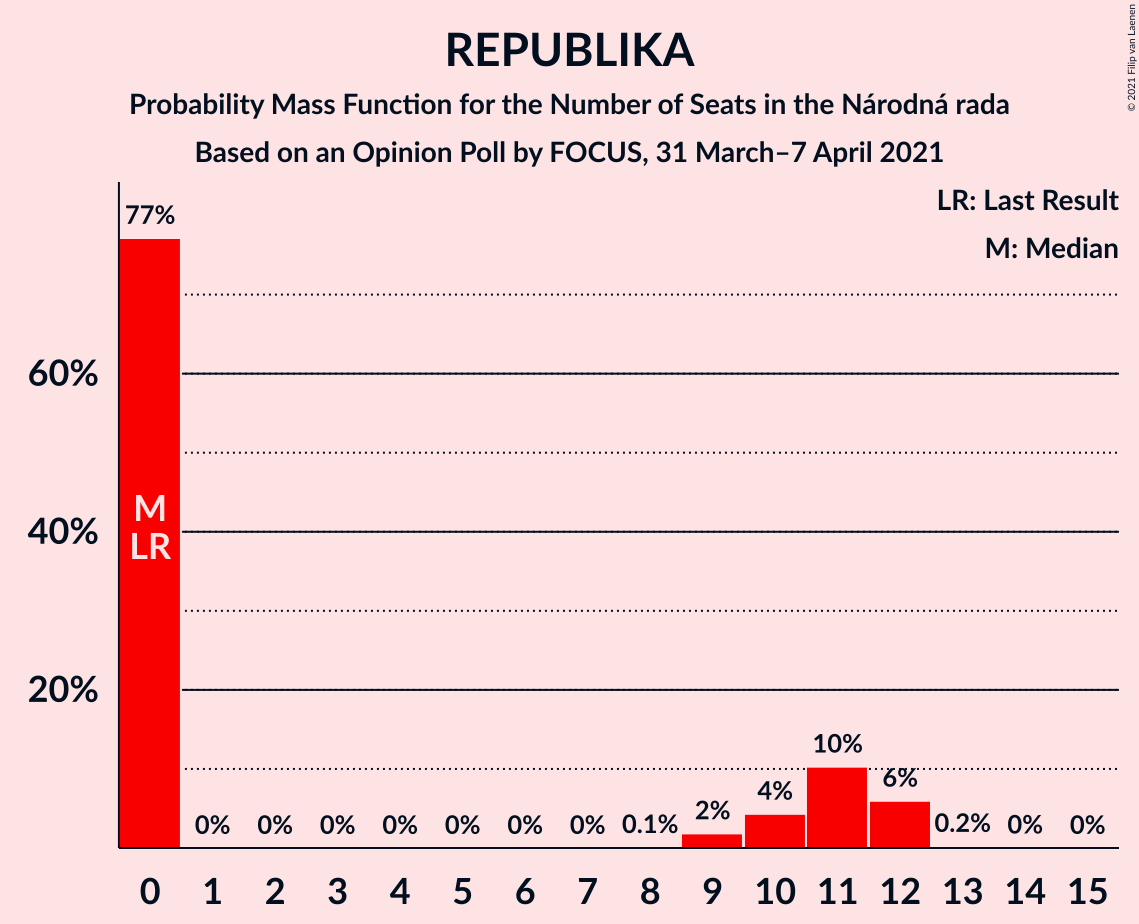 REPUBLIKA
Probability Mass Function for the Number of Seats in the Národná rada
Based on an Opinion Poll by FOCUS, 31 March–7 April 2021
© 2021 Filip van Laenen
LR: Last Result
M: Median
77%
60%
40%
20%
M
LR
0% 0% 0% 0% 0% 0% 0% 0.1% 2% 4% 10% 6% 0.2% 0% 0%
0 1 2 3 4 5 6 7 8 9 10 11 12 13 14 15